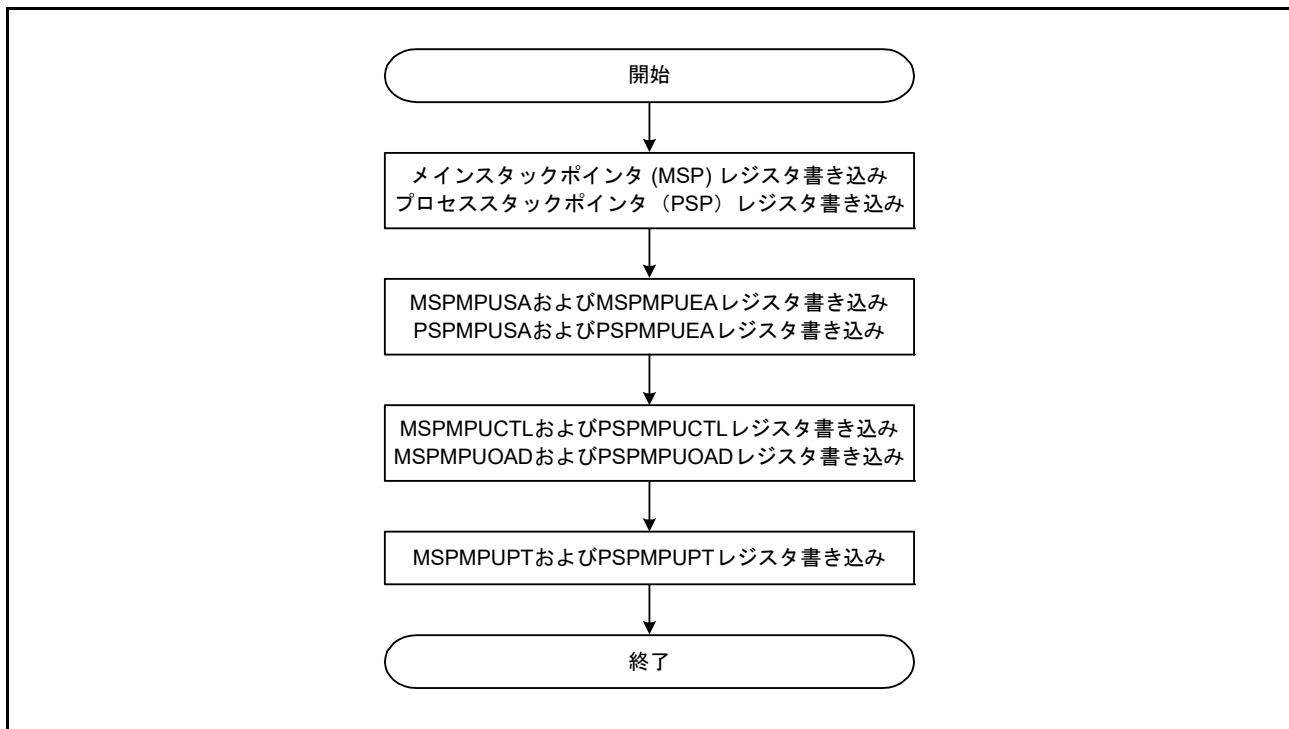 開始
メインスタックポインタ (MSP) レジスタ書き込み
プロセススタックポインタ（PSP）レジスタ書き込み
MSPMPUSAおよびMSPMPUEAレジスタ書き込み
PSPMPUSAおよびPSPMPUEAレジスタ書き込み
MSPMPUCTLおよびPSPMPUCTLレジスタ書き込み
MSPMPUOADおよびPSPMPUOADレジスタ書き込み
MSPMPUPTおよびPSPMPUPTレジスタ書き込み
終了